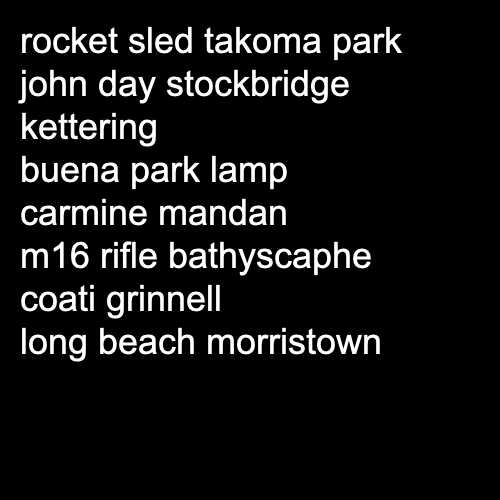 rocket sled takoma park
john day stockbridge
kettering
buena park lamp
carmine mandan
m16 rifle bathyscaphe
coati grinnell
long beach morristown